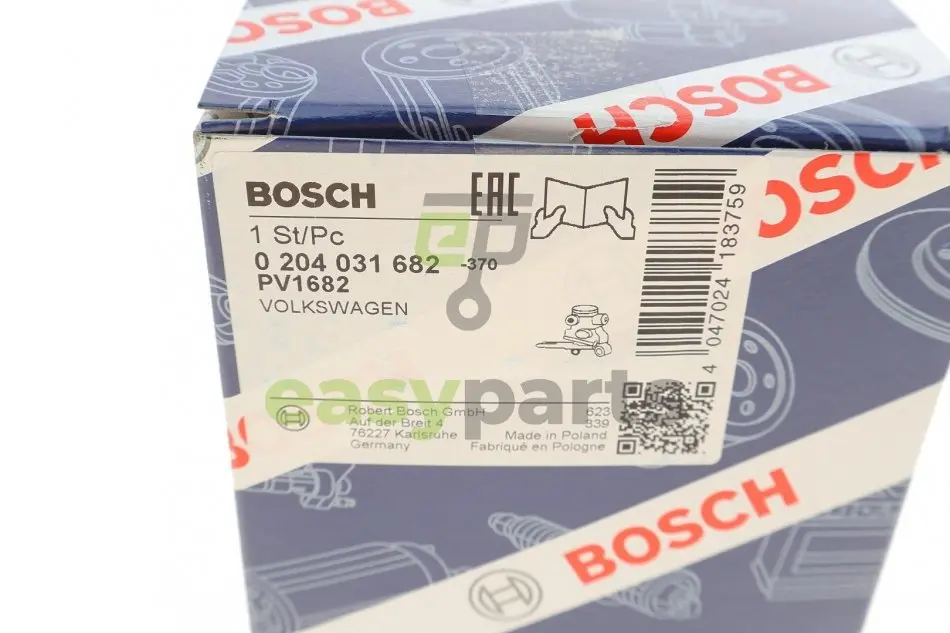 BOSCH
BOSCH
BOSCH
BOSCH EAC
1 St/Pc
0 204 031 682 -370
PV1682
VOLKSWAGEN
4 047024 183759
easyparts
Robert Bosch GmbH 623
Auf der Breit 4 339
76227 Karlsruhe Made in Poland
Germany Fabriqué en Pologne
BOSCH